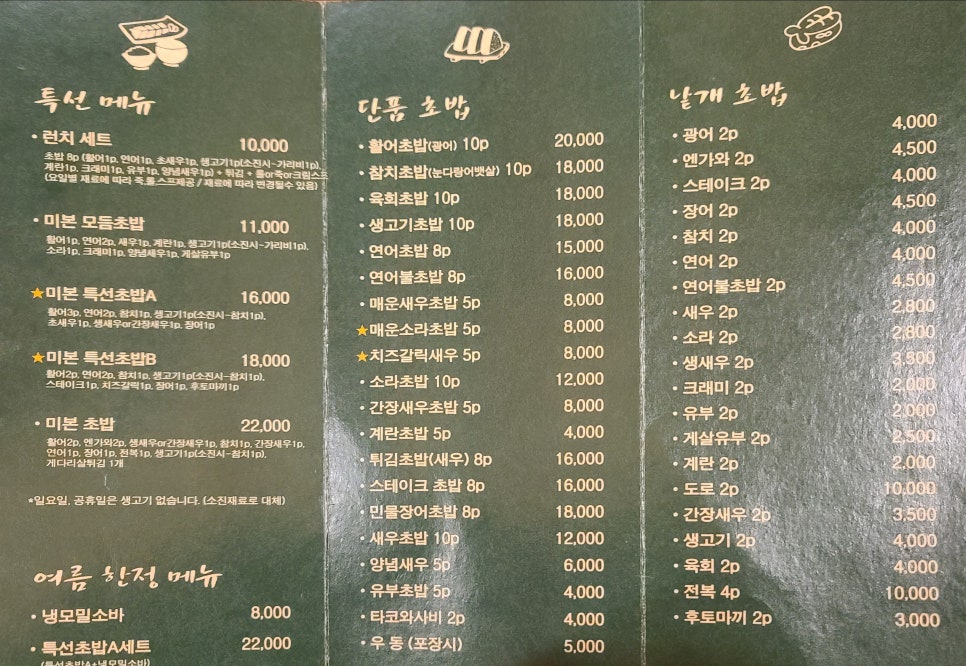 특선 메뉴
• 런치 세트 10,000
초밥 8p (활어1p, 연어1p, 초새우1p, 생고기1p(소진시-가리비1p),
계란1p, 크래미1p, 유부1p, 양념새우1p) + 튀김 + 롤or죽or크림스프
(요일별 재료에 따라 죽,롤,스프제공 / 재료에 따라 변경될수 있음)
• 미본 모듬초밥 11,000
활어1p, 연어2p, 새우1p, 계란1p, 생고기1p(소진시-가리비1p),
소라1p, 크래미1p, 양념새우1p, 게살유부1p
★미본 특선초밥A 16,000
활어3p, 연어2p, 참치1p, 생고기1p(소진시-참치1p),
초새우1p, 생새우or간장새우1p, 장어1p
★미본 특선초밥B 18,000
활어2p, 연어2p, 참치1p, 생고기1p(소진시-참치1p),
스테이크1p, 치즈갈릭1p, 장어1p, 후토마끼1p
• 미본 초밥 22,000
활어2p, 엔가와2p, 생새우or간장새우1p, 참치1p, 간장새우1p,
연어1p, 장어1p, 전복1p, 생고기1p(소진시-참치1p),
게다리살튀김 1개
*일요일, 공휴일은 생고기 없습니다. (소진재료로 대체)
여름 한정 메뉴
• 냉모밀소바 8,000
• 특선초밥A세트 22,000
(특선초밥A+냉모밀소바)
단품 초밥
• 활어초밥(광어) 10p 20,000
• 참치초밥(눈다랑어뱃살) 10p 18,000
• 육회초밥 10p 18,000
• 생고기초밥 10p 18,000
• 연어초밥 8p 15,000
• 연어불초밥 8p 16,000
• 매운새우초밥 5p 8,000
★매운소라초밥 5p 8,000
★치즈갈릭새우 5p 8,000
• 소라초밥 10p 12,000
• 간장새우초밥 5p 8,000
• 계란초밥 5p 4,000
• 튀김초밥(새우) 8p 16,000
• 스테이크 초밥 8p 16,000
• 민물장어초밥 8p 18,000
• 새우초밥 10p 12,000
• 양념새우 5p 6,000
• 유부초밥 5p 4,000
• 타코와사비 2p 4,000
• 우 동 (포장시) 5,000
낱개 초밥
• 광어 2p 4,000
• 엔가와 2p 4,500
• 스테이크 2p 4,000
• 장어 2p 4,500
• 참치 2p 4,000
• 연어 2p 4,000
• 연어불초밥 2p 4,500
• 새우 2p 2,800
• 소라 2p 2,800
• 생새우 2p 3,500
• 크래미 2p 2,000
• 유부 2p 2,000
• 게살유부 2p 2,500
• 계란 2p 2,000
• 도로 2p 10,000
• 간장새우 2p 3,500
• 생고기 2p 4,000
• 육회 2p 4,000
• 전복 4p 10,000
• 후토마끼 2p 3,000